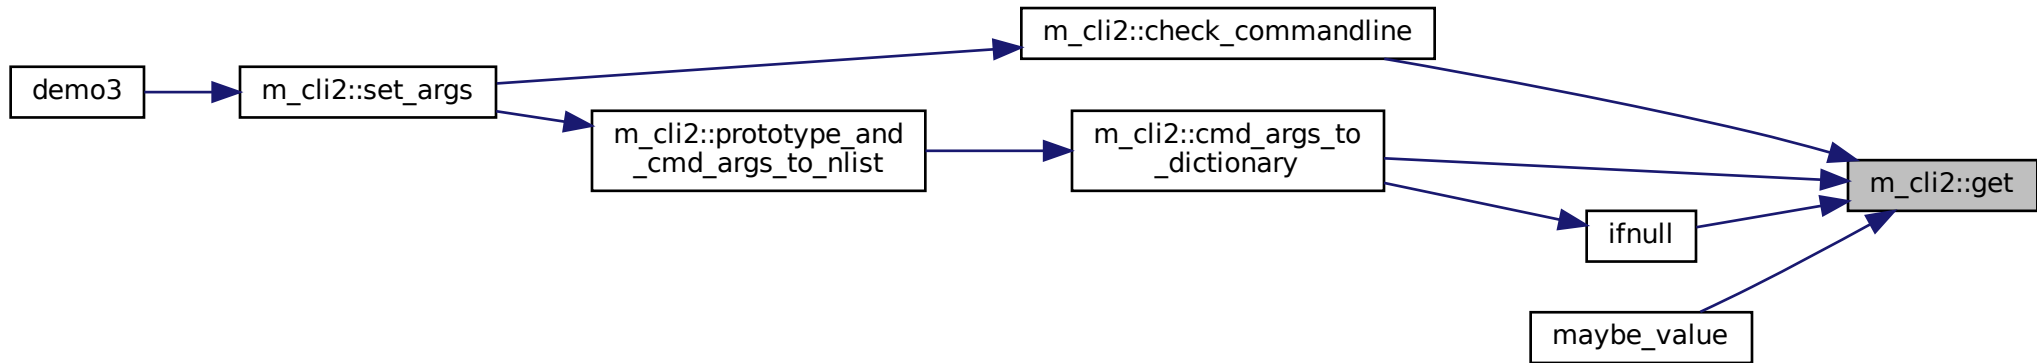 m_cli2::check_commandline
demo3
m_cli2::set_args
m_cli2::prototype_and
_cmd_args_to_nlist
m_cli2::cmd_args_to
_dictionary
m_cli2::get
ifnull
maybe_value